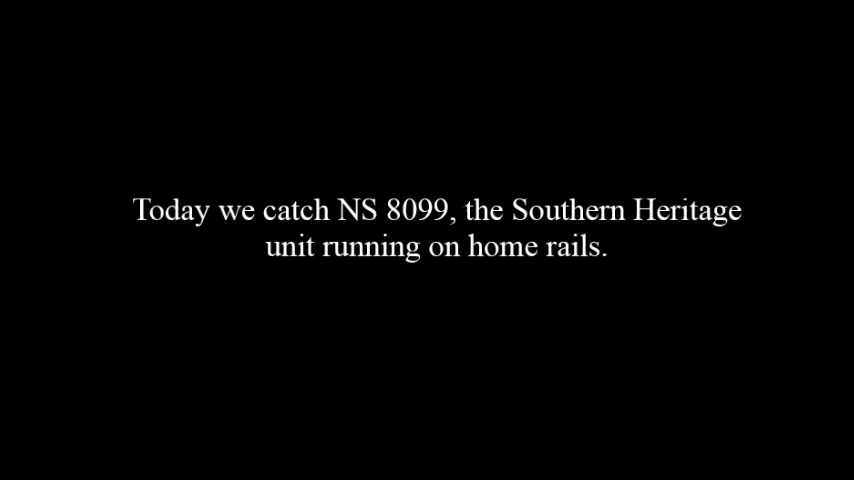 Today we catch NS 8099, the Southern Heritage
unit running on home rails.